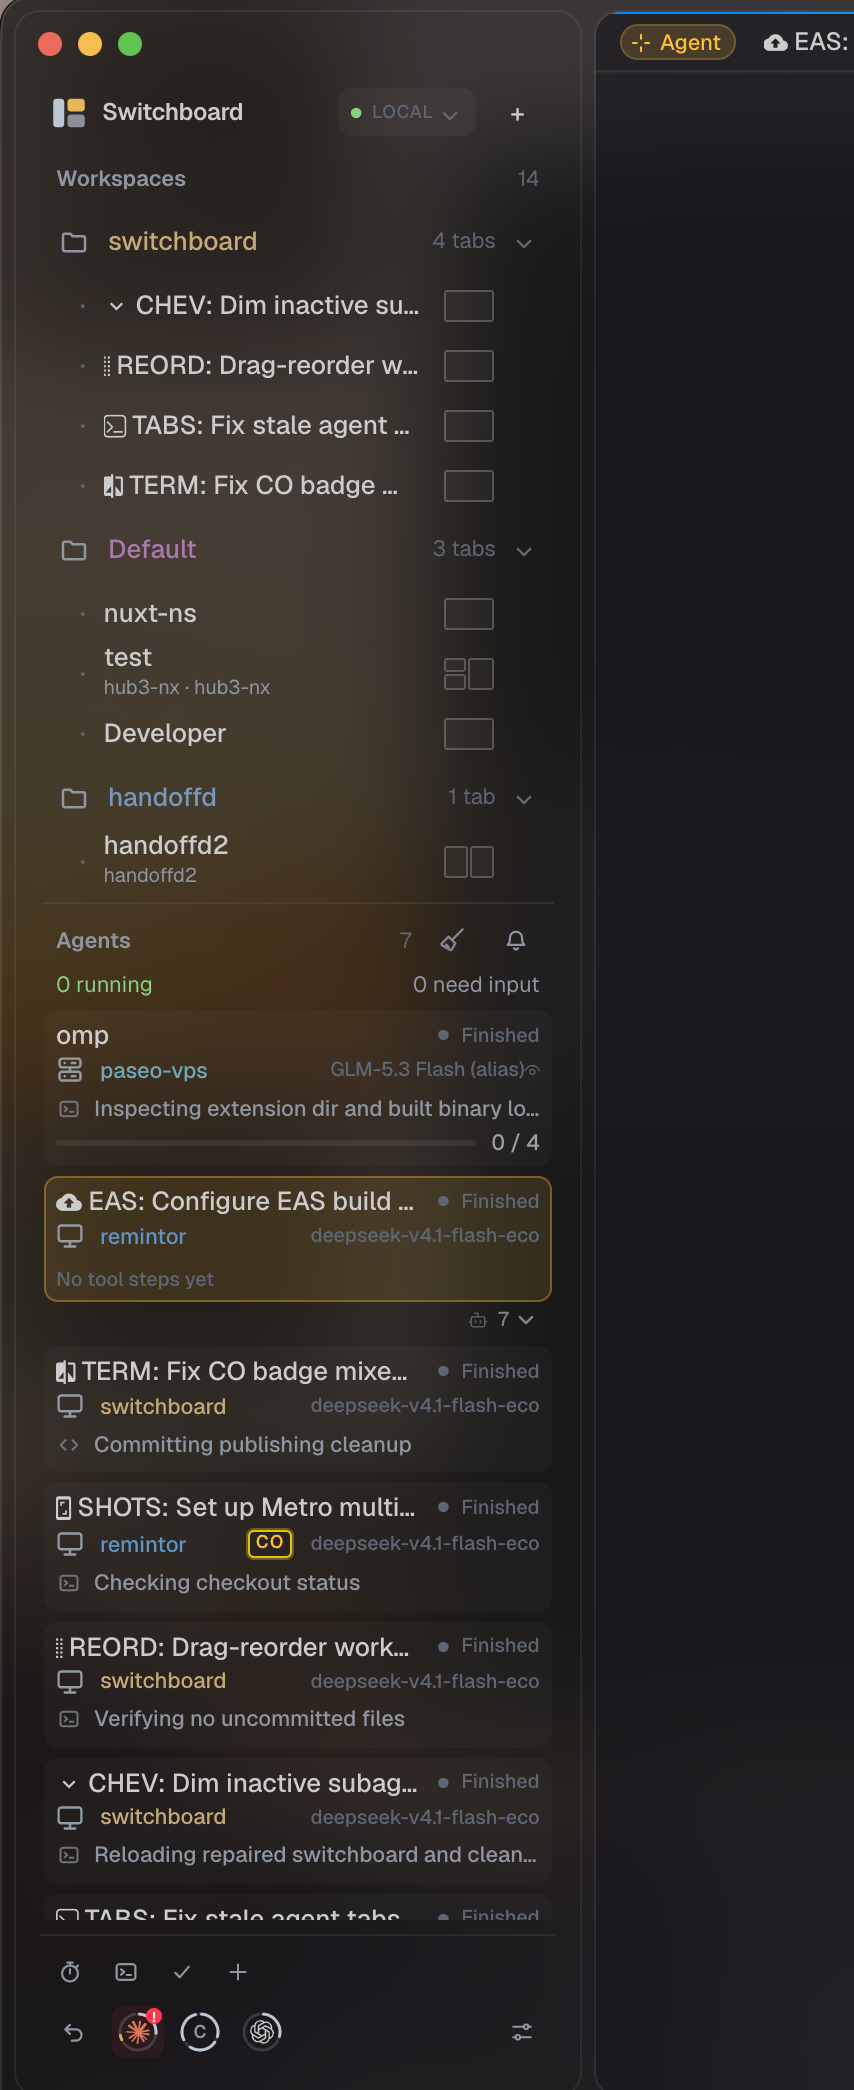 Agent
EAS:
Switchboard
LOCAL
+
Workspaces
14
switchboard
4 tabs
CHEV: Dim inactive su...
REORD: Drag-reorder w...
TABS: Fix stale agent ...
TERM: Fix CO badge ...
Default
3 tabs
nuxt-ns
test
hub3-nx · hub3-nx
Developer
handoffd
1 tab
handoffd2
handoffd2
Agents
7
0 running
0 need input
omp
Finished
paseo-vps
GLM-5.3 Flash (alias)
Inspecting extension dir and built binary lo...
0 / 4
EAS: Configure EAS build ...
Finished
remintor
deepseek-v4.1-flash-eco
No tool steps yet
7
TERM: Fix CO badge mixe...
Finished
switchboard
deepseek-v4.1-flash-eco
Committing publishing cleanup
SHOTS: Set up Metro multi...
Finished
remintor
CO
deepseek-v4.1-flash-eco
Checking checkout status
REORD: Drag-reorder work...
Finished
switchboard
deepseek-v4.1-flash-eco
Verifying no uncommitted files
CHEV: Dim inactive subag...
Finished
switchboard
deepseek-v4.1-flash-eco
Reloading repaired switchboard and clean...
TABS: Fix stale agent tabs
Finished
!
C